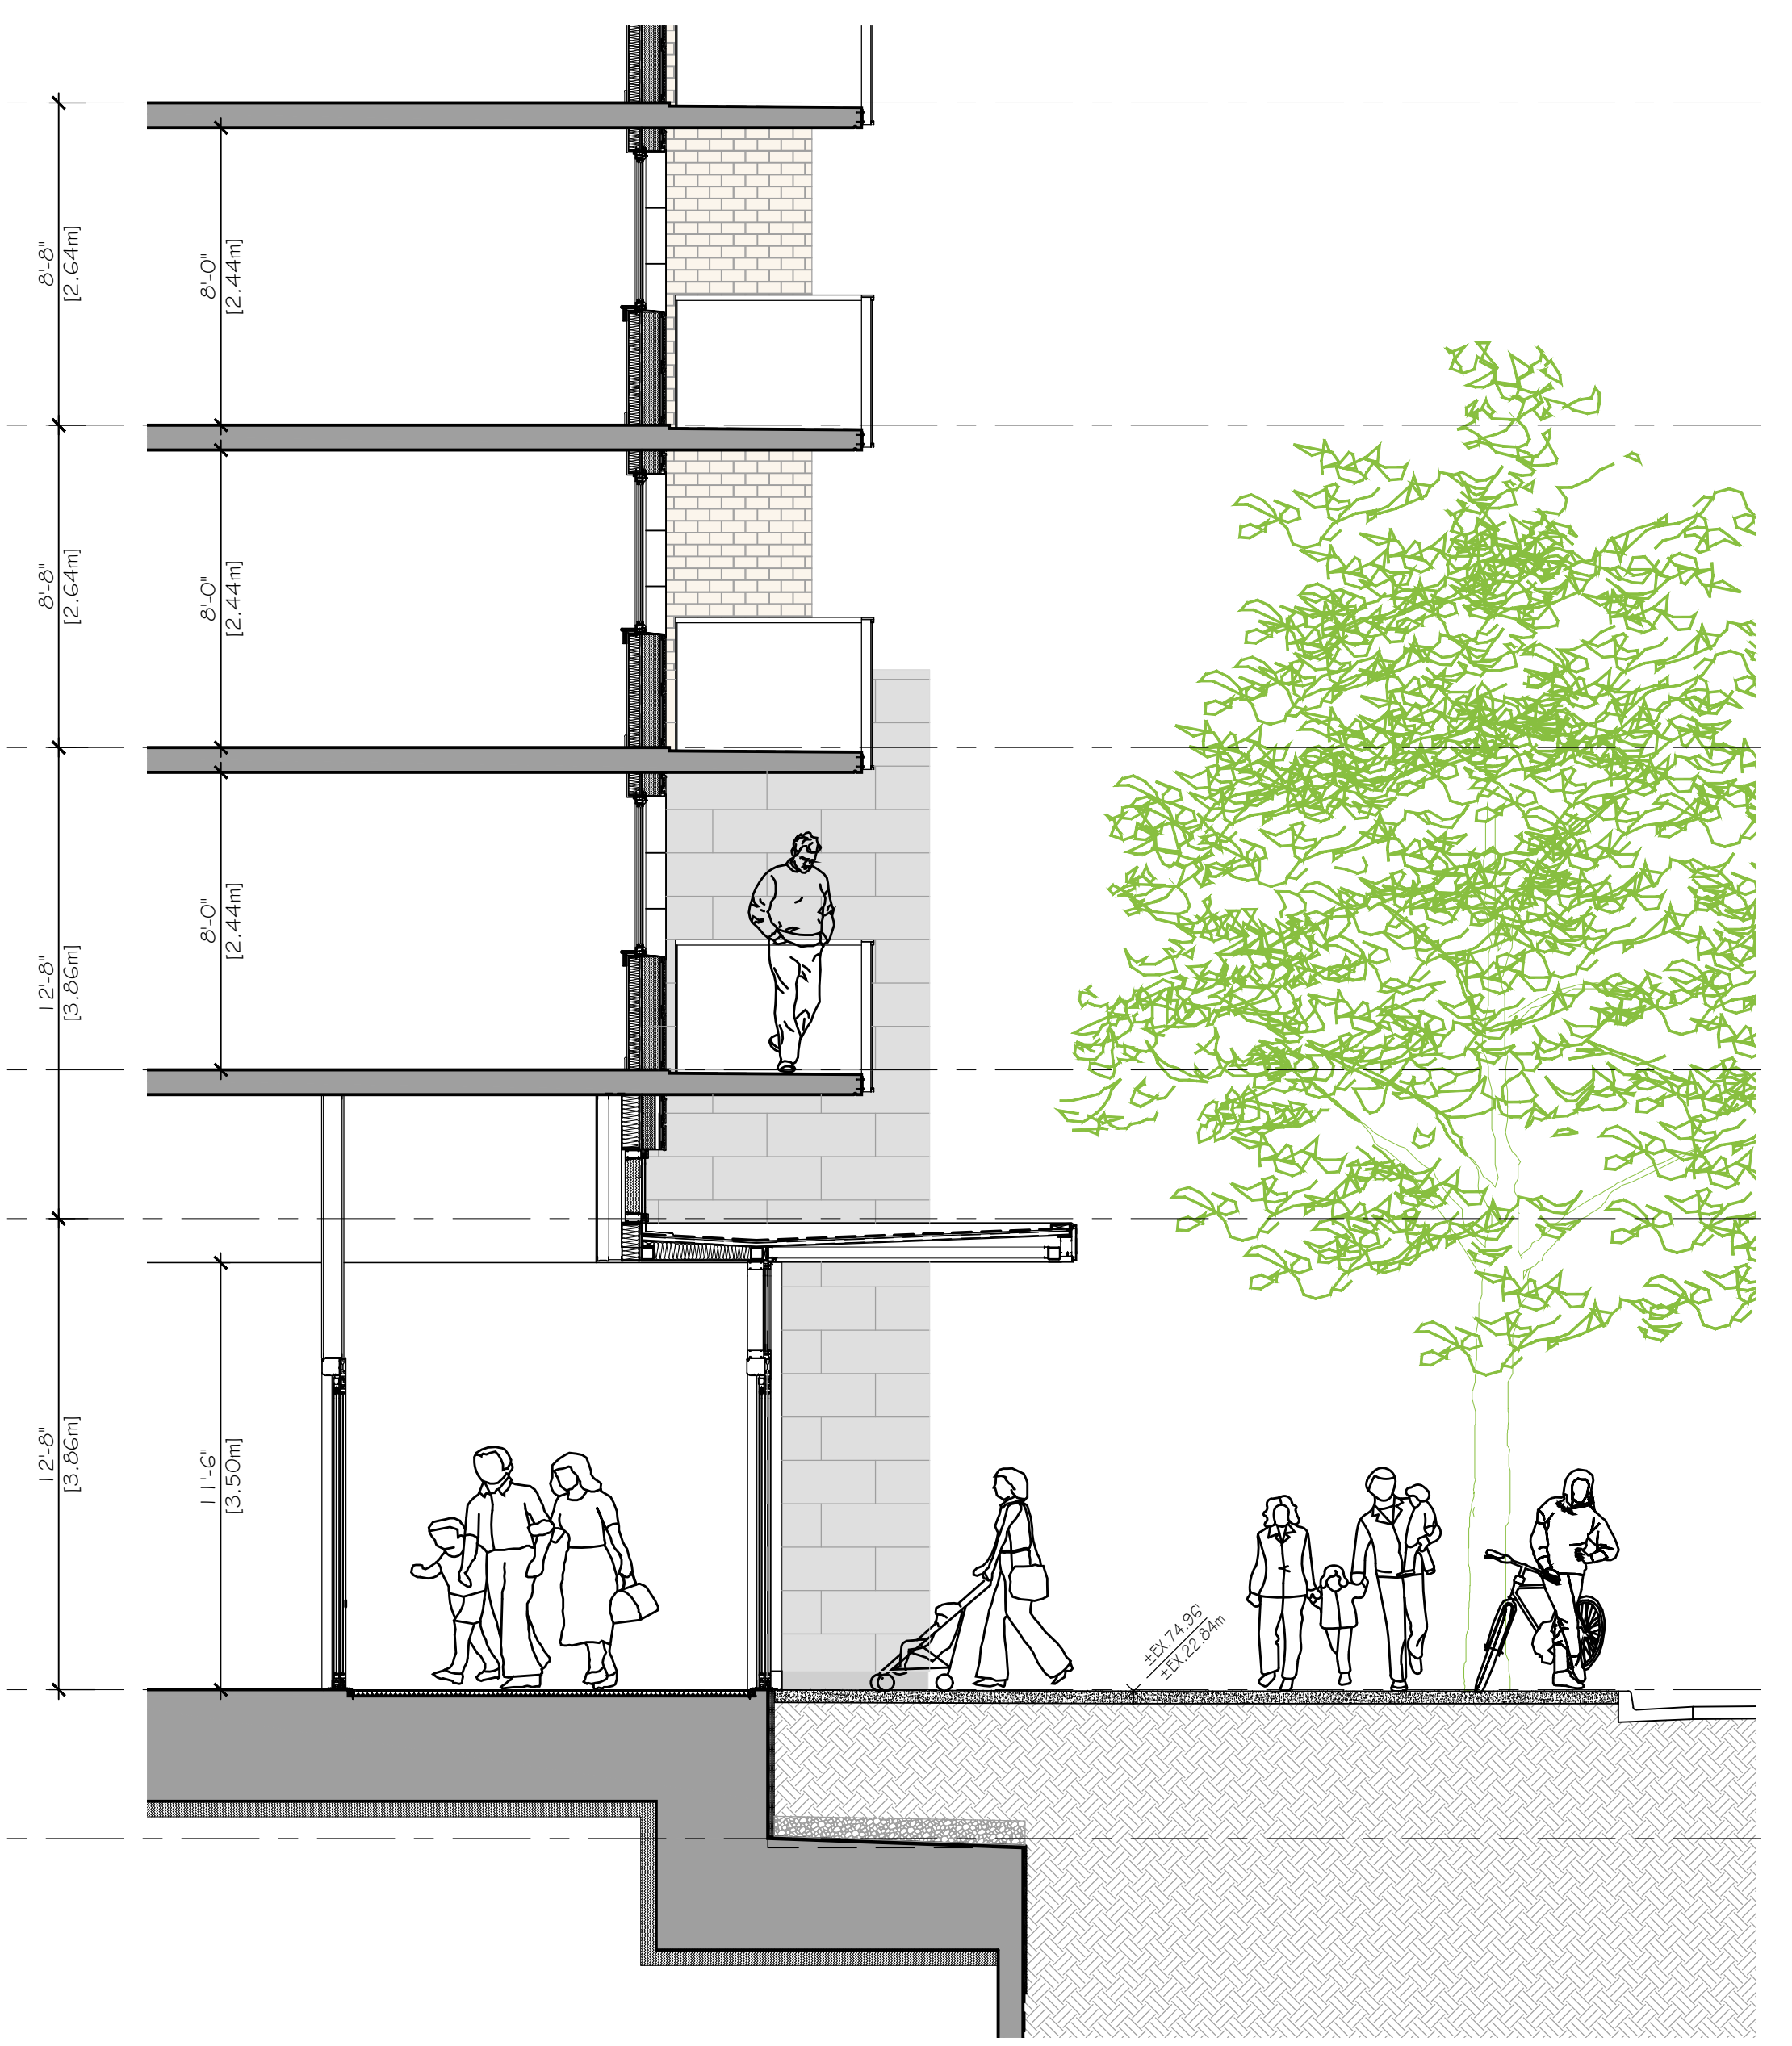 8'-8"
[2.64m]
8'-0"
[2.44m]
8'-8"
[2.64m]
8'-0"
[2.44m]
12'-8"
[3.86m]
8'-0"
[2.44m]
12'-8"
[3.86m]
11'-6"
[3.50m]
±EX.74.96'
±EX.22.84m